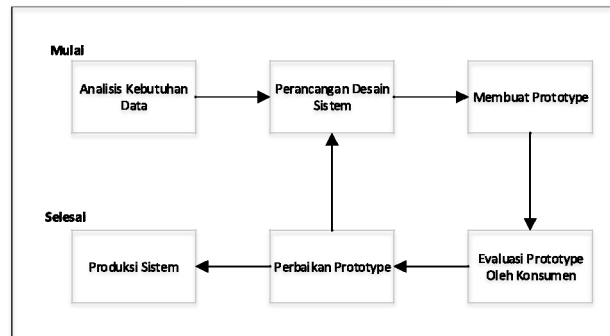 Mulai
Analisis Kebutuhan
Data
Perancangan Desain
Sistem
Membuat Prototype
Selesai
Produksi Sistem
Perbaikan Prototype
Evaluasi Prototype
Oleh Konsumen